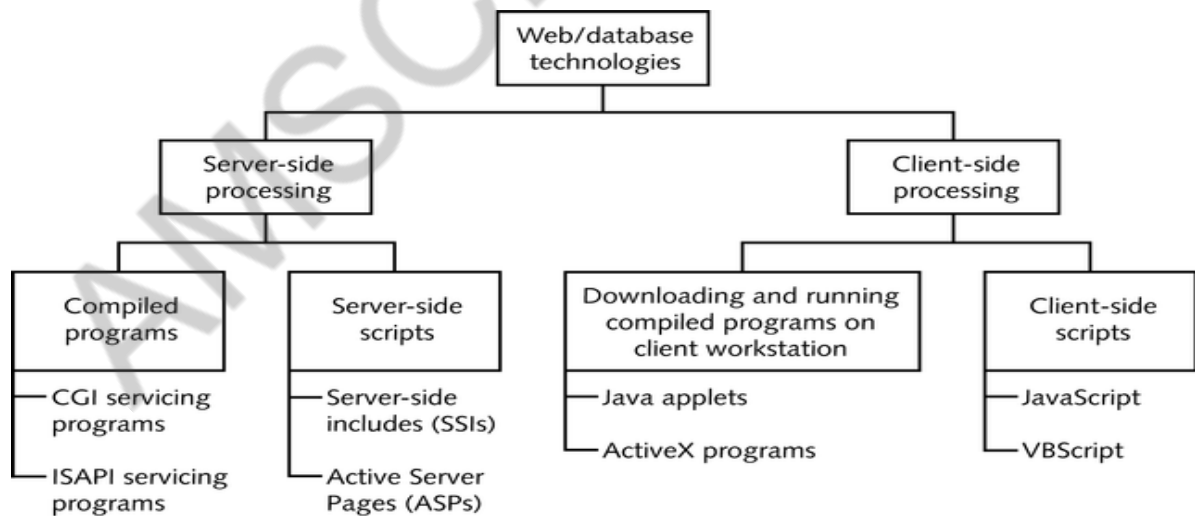 Web/database
technologies
Server-side
processing
Client-side
processing
Compiled
programs
Server-side
scripts
Downloading and running
compiled programs on
client workstation
Client-side
scripts
CGI servicing
programs
ISAPI servicing
programs
Server-side
includes (SSIs)
Active Server
Pages (ASPs)
Java applets
ActiveX programs
JavaScript
VBScript